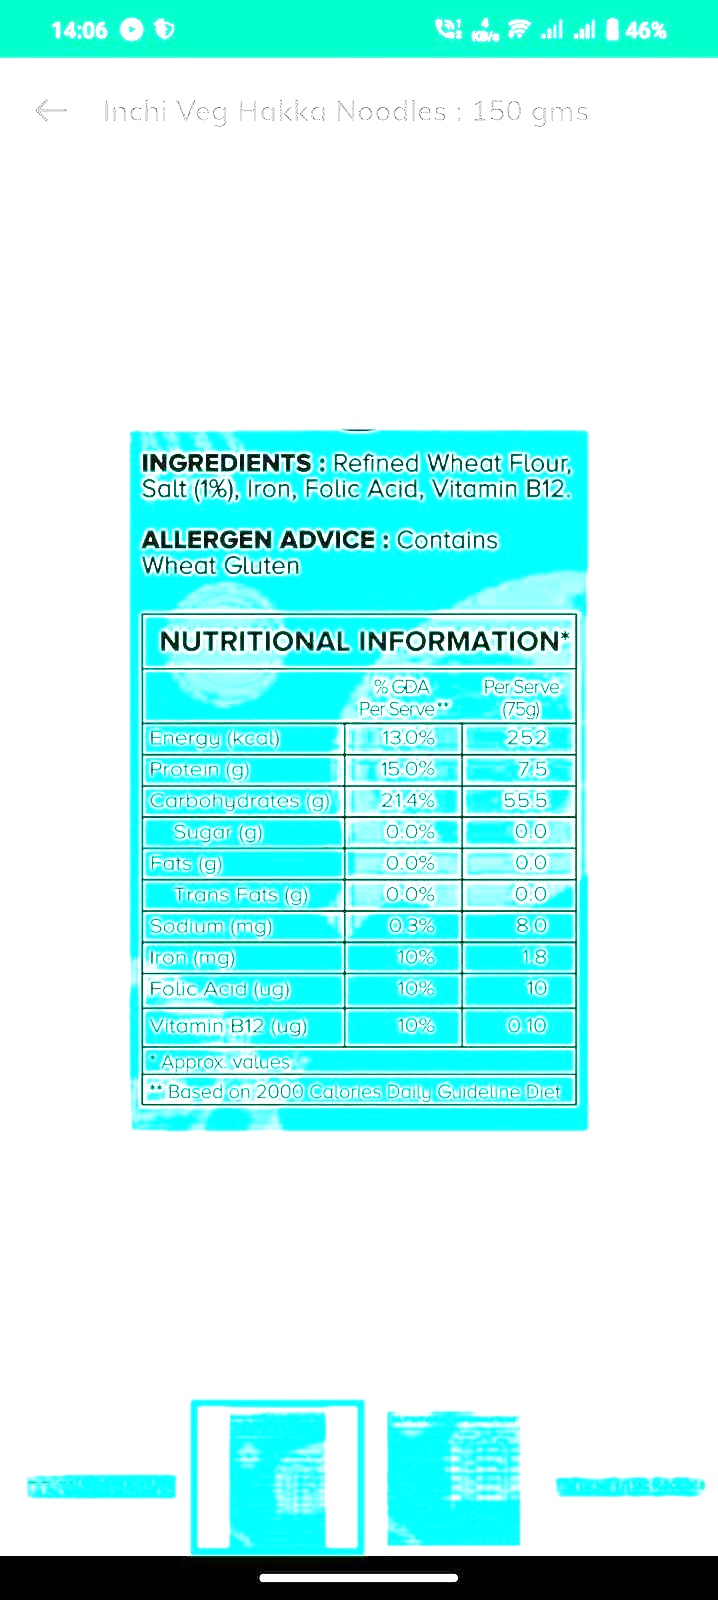 14:06 4 KB/s 46%
Inchi Veg Hakka Noodles : 150 gms
INGREDIENTS : Refined Wheat Flour,
Salt (1%), Iron, Folic Acid, Vitamin B12.
ALLERGEN ADVICE : Contains
Wheat Gluten
NUTRITIONAL INFORMATION*
% GDA Per Serve** Per Serve (75g)
Energy (kcal) 13.0% 252
Protein (g) 15.0% 7.5
Carbohydrates (g) 21.4% 55.5
Sugar (g) 0.0% 0.0
Fats (g) 0.0% 0.0
Trans Fats (g) 0.0% 0.0
Sodium (mg) 0.3% 8.0
Iron (mg) 10% 1.8
Folic Acid (ug) 10% 10
Vitamin B12 (ug) 10% 0.10
* Approx. values
** Based on 2000 Calories Daily Guideline Diet